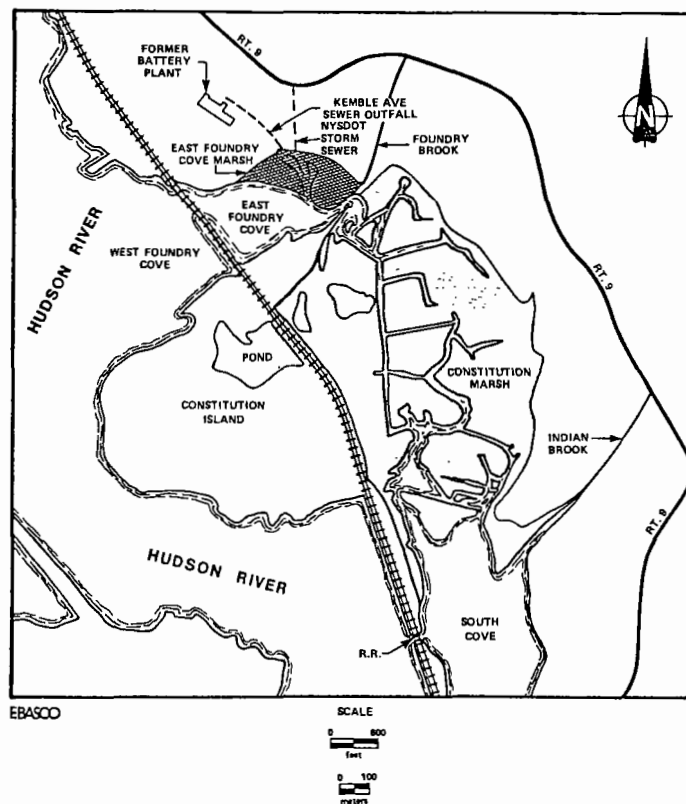 RT. 9
FORMER
BATTERY
PLANT
KEMBLE AVE
SEWER OUTFALL
NYSDOT
STORM
SEWER
FOUNDRY
BROOK
N
EAST FOUNDRY
COVE MARSH
EAST
FOUNDRY
COVE
WEST FOUNDRY
COVE
HUDSON RIVER
RT. 9
POND
CONSTITUTION
MARSH
CONSTITUTION
ISLAND
INDIAN
BROOK
RT. 9
HUDSON RIVER
SOUTH
COVE
R.R.
EBASCO
SCALE
0 600
feet
0 100
meters